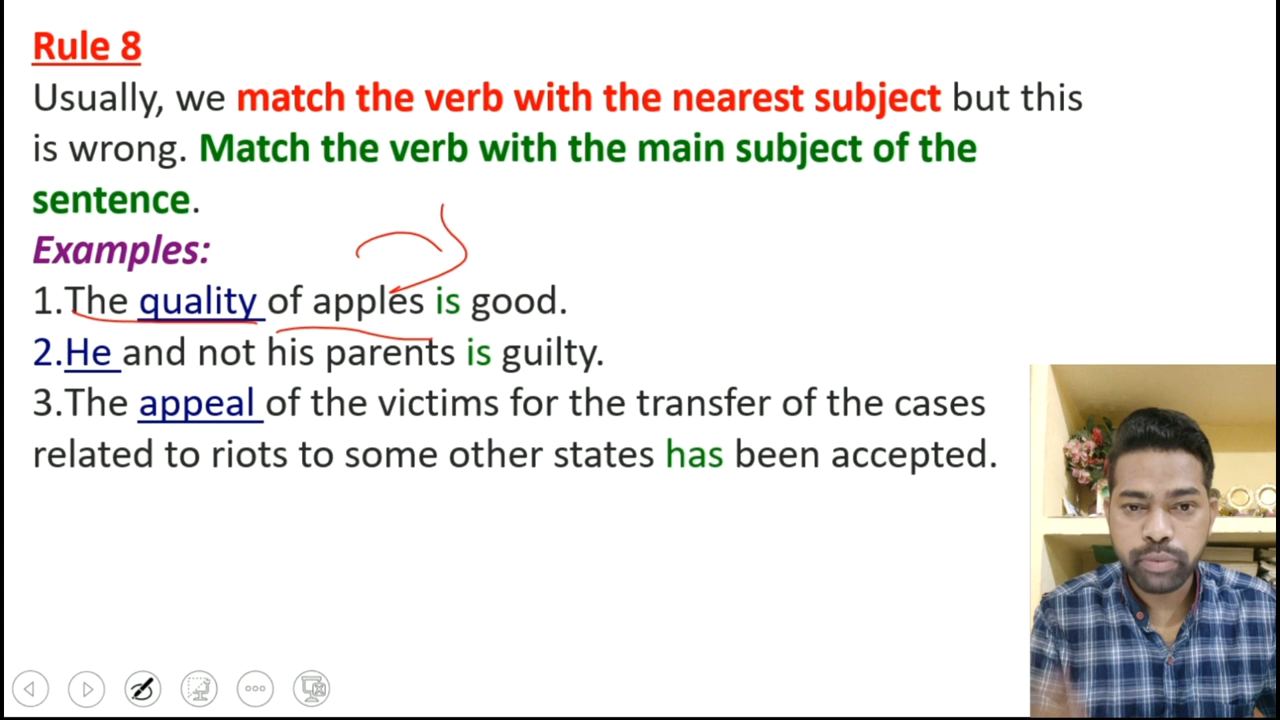 Rule 8
Usually, we match the verb with the nearest subject but this
is wrong. Match the verb with the main subject of the
sentence.
Examples:
1.The quality of apples is good.
2.He and not his parents is guilty.
3.The appeal of the victims for the transfer of the cases
related to riots to some other states has been accepted.